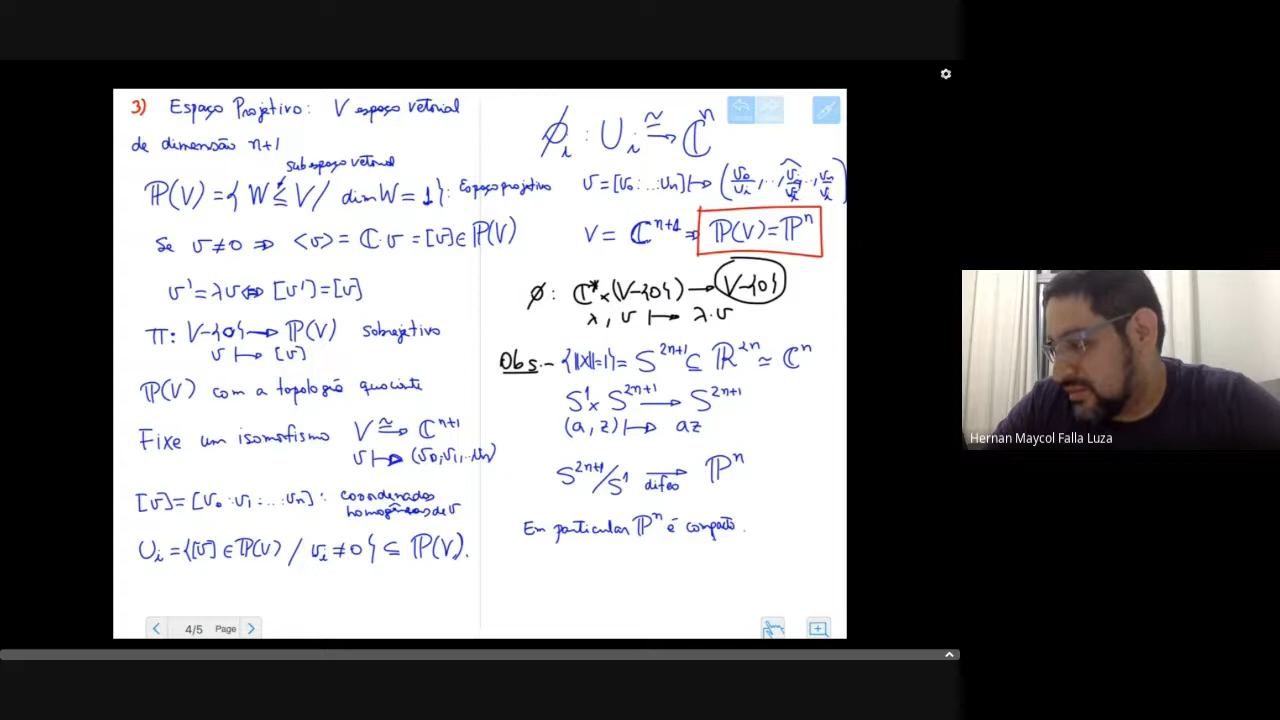 3) Espaço Projetivo: V espaço vetorial
de dimensão n+1
subespaço vetorial
ℙ(V)={ W ≤ V / dim W = 1}: Espaço projetivo
Se v≠0 ⇒ <v> = ℂ·v = [v] ∈ ℙ(V)
v' = λv ⇔ [v'] = [v]
π: V-{0} → ℙ(V) sobrejetivo
v ↦ [v]
ℙ(V) com a topologia quociente
Fixe um isomorfismo V ≅→ ℂⁿ⁺¹
v ↦ (v₀, v₁, ..., vₙ)
[v] = [v₀ : v₁ : ... : vₙ] : coordenadas
homogêneas de v
Uᵢ = {[v] ∈ ℙ(V) / vᵢ ≠ 0} ⊆ ℙ(V).
ϕᵢ : Uᵢ ≅→ ℂⁿ
v = [v₀ : ... vₙ] ↦ (v₀/vᵢ, ..., v̂ᵢ/vᵢ, ..., vₙ/vᵢ)
V = ℂⁿ⁺¹ ⇒ ℙ(V) = ℙⁿ
ϕ : ℂ* × (V-{0}) → V-{0}
λ, v ↦ λ·v
Obs.- {||x||=1} = S²ⁿ⁺¹ ⊆ ℝ²ⁿ ≃ ℂⁿ
S¹ × S²ⁿ⁺¹ → S²ⁿ⁺¹
(a, z) ↦ az
S²ⁿ⁺¹/S¹ → ℙⁿ
difeo
Em particular ℙⁿ é compacto.
4/5 Page
Hernan Maycol Falla Luza